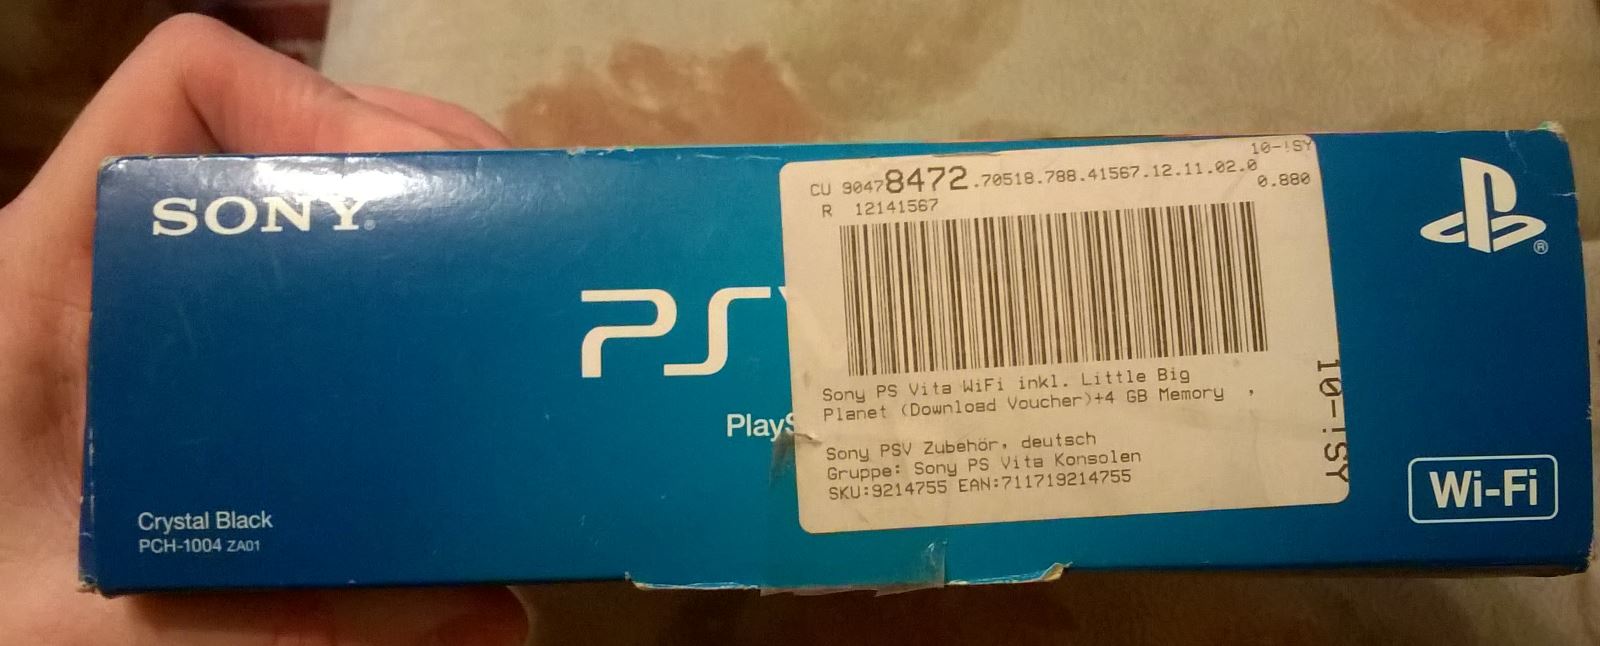 SONY®
PS
PlayS
Crystal Black
PCH-1004 ZA01
10-!SY
CU 90478472.70518.788.41567.12.11.02.0
0.880
R 12141567
Sony PS Vita WiFi inkl. Little Big
Planet (Download Voucher)+4 GB Memory ,
Sony PSV Zubehör, deutsch
Gruppe: Sony PS Vita Konsolen
SKU:9214755 EAN:711719214755
10-!SY
®
Wi-Fi